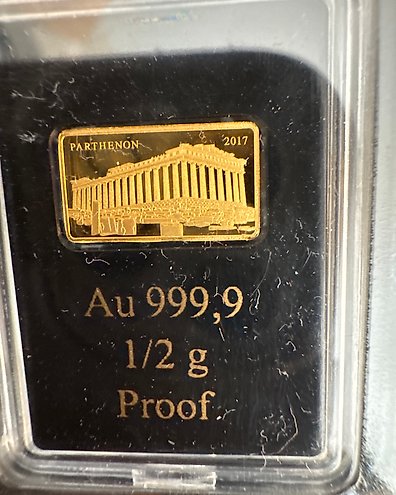 PARTHENON 2017
Au 999,9
1/2 g
Proof